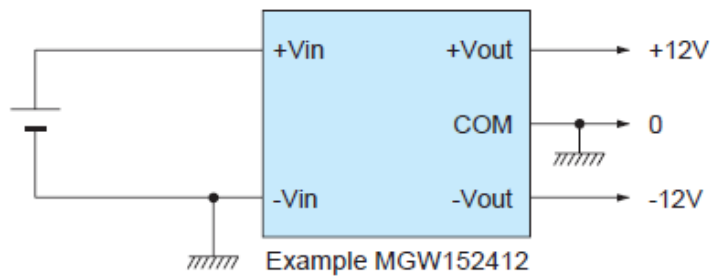 +Vin +Vout +12V
COM 0
-Vin -Vout -12V
Example MGW152412